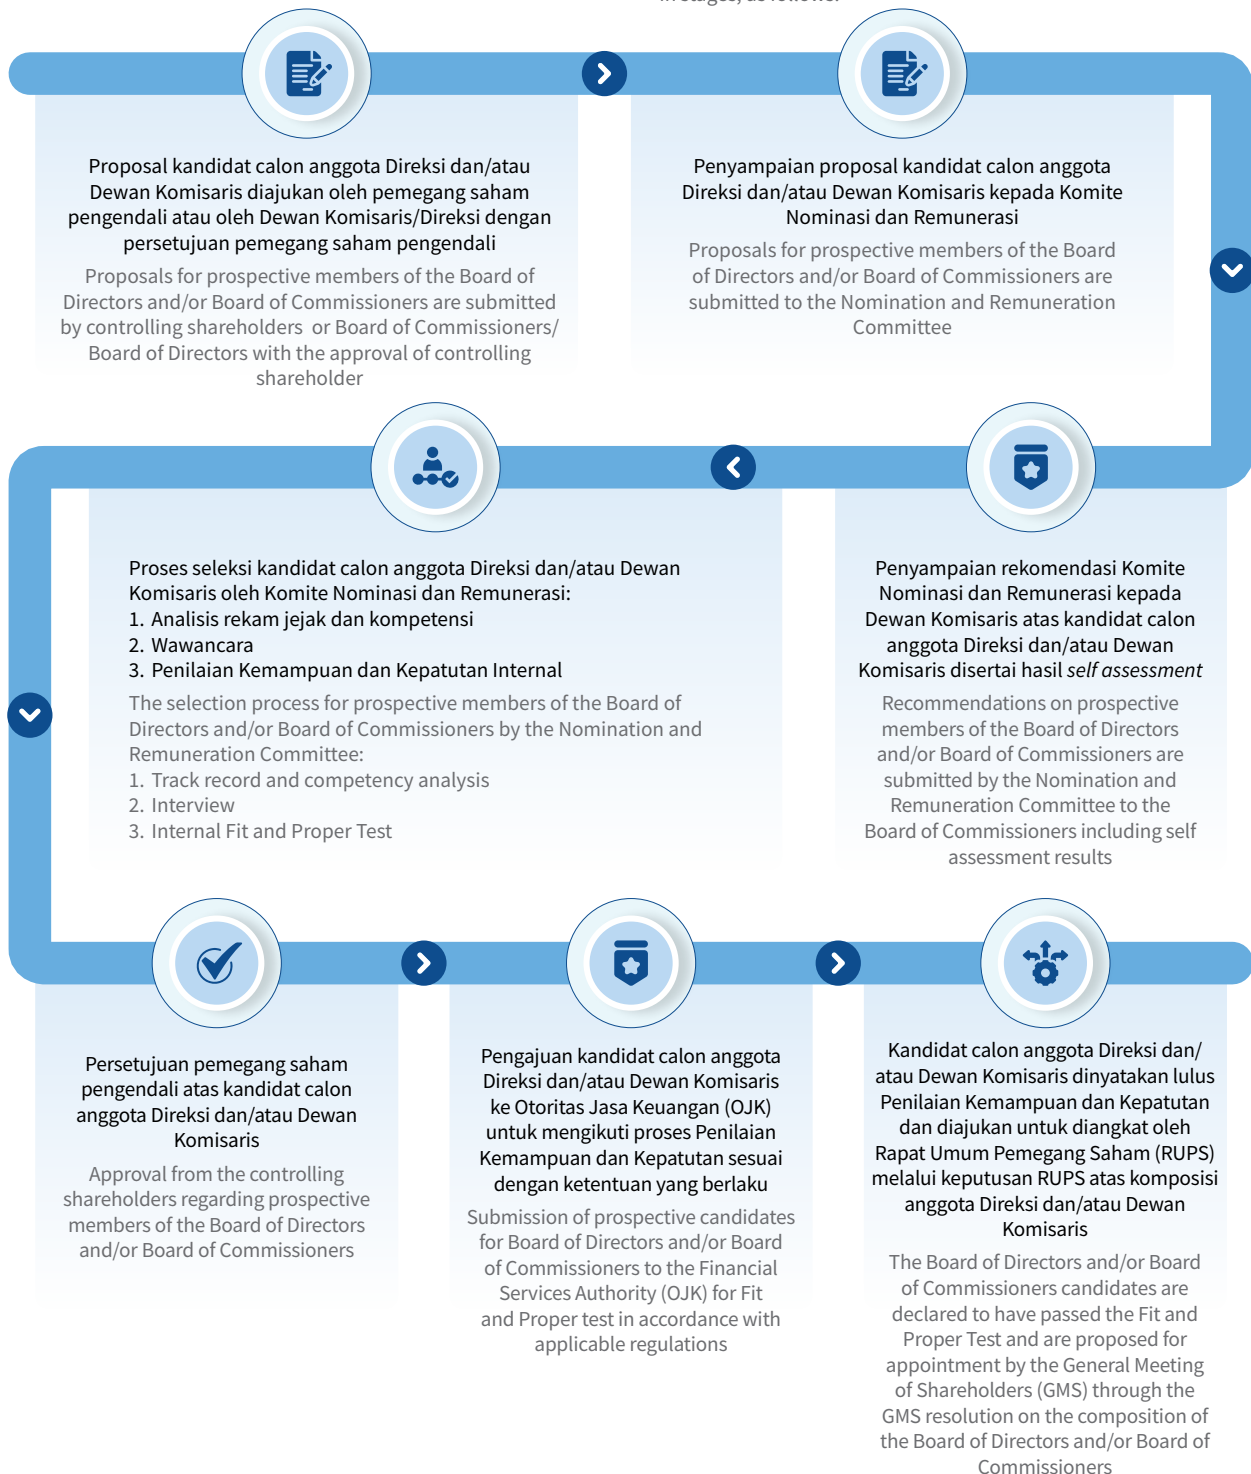 Proposal kandidat calon anggota Direksi dan/atau
Dewan Komisaris diajukan oleh pemegang saham
pengendali atau oleh Dewan Komisaris/Direksi dengan
persetujuan pemegang saham pengendali
Proposals for prospective members of the Board of
Directors and/or Board of Commissioners are submitted
by controlling shareholders or Board of Commissioners/
Board of Directors with the approval of controlling
shareholder
Penyampaian proposal kandidat calon anggota
Direksi dan/atau Dewan Komisaris kepada Komite
Nominasi dan Remunerasi
Proposals for prospective members of the Board
of Directors and/or Board of Commissioners are
submitted to the Nomination and Remuneration
Committee
Proses seleksi kandidat calon anggota Direksi dan/atau Dewan
Komisaris oleh Komite Nominasi dan Remunerasi:
1. Analisis rekam jejak dan kompetensi
2. Wawancara
3. Penilaian Kemampuan dan Kepatutan Internal
The selection process for prospective members of the Board of
Directors and/or Board of Commissioners by the Nomination and
Remuneration Committee:
1. Track record and competency analysis
2. Interview
3. Internal Fit and Proper Test
Penyampaian rekomendasi Komite
Nominasi dan Remunerasi kepada
Dewan Komisaris atas kandidat calon
anggota Direksi dan/atau Dewan
Komisaris disertai hasil self assessment
Recommendations on prospective
members of the Board of Directors
and/or Board of Commissioners are
submitted by the Nomination and
Remuneration Committee to the
Board of Commissioners including self
assessment results
Persetujuan pemegang saham
pengendali atas kandidat calon
anggota Direksi dan/atau Dewan
Komisaris
Approval from the controlling
shareholders regarding prospective
members of the Board of Directors
and/or Board of Commissioners
Pengajuan kandidat calon anggota
Direksi dan/atau Dewan Komisaris
ke Otoritas Jasa Keuangan (OJK)
untuk mengikuti proses Penilaian
Kemampuan dan Kepatutan sesuai
dengan ketentuan yang berlaku
Submission of prospective candidates
for Board of Directors and/or Board
of Commissioners to the Financial
Services Authority (OJK) for Fit
and Proper test in accordance with
applicable regulations
Kandidat calon anggota Direksi dan/
atau Dewan Komisaris dinyatakan lulus
Penilaian Kemampuan dan Kepatutan
dan diajukan untuk diangkat oleh
Rapat Umum Pemegang Saham (RUPS)
melalui keputusan RUPS atas komposisi
anggota Direksi dan/atau Dewan
Komisaris
The Board of Directors and/or Board
of Commissioners candidates are
declared to have passed the Fit and
Proper Test and are proposed for
appointment by the General Meeting
of Shareholders (GMS) through the
GMS resolution on the composition of
the Board of Directors and/or Board of
Commissioners